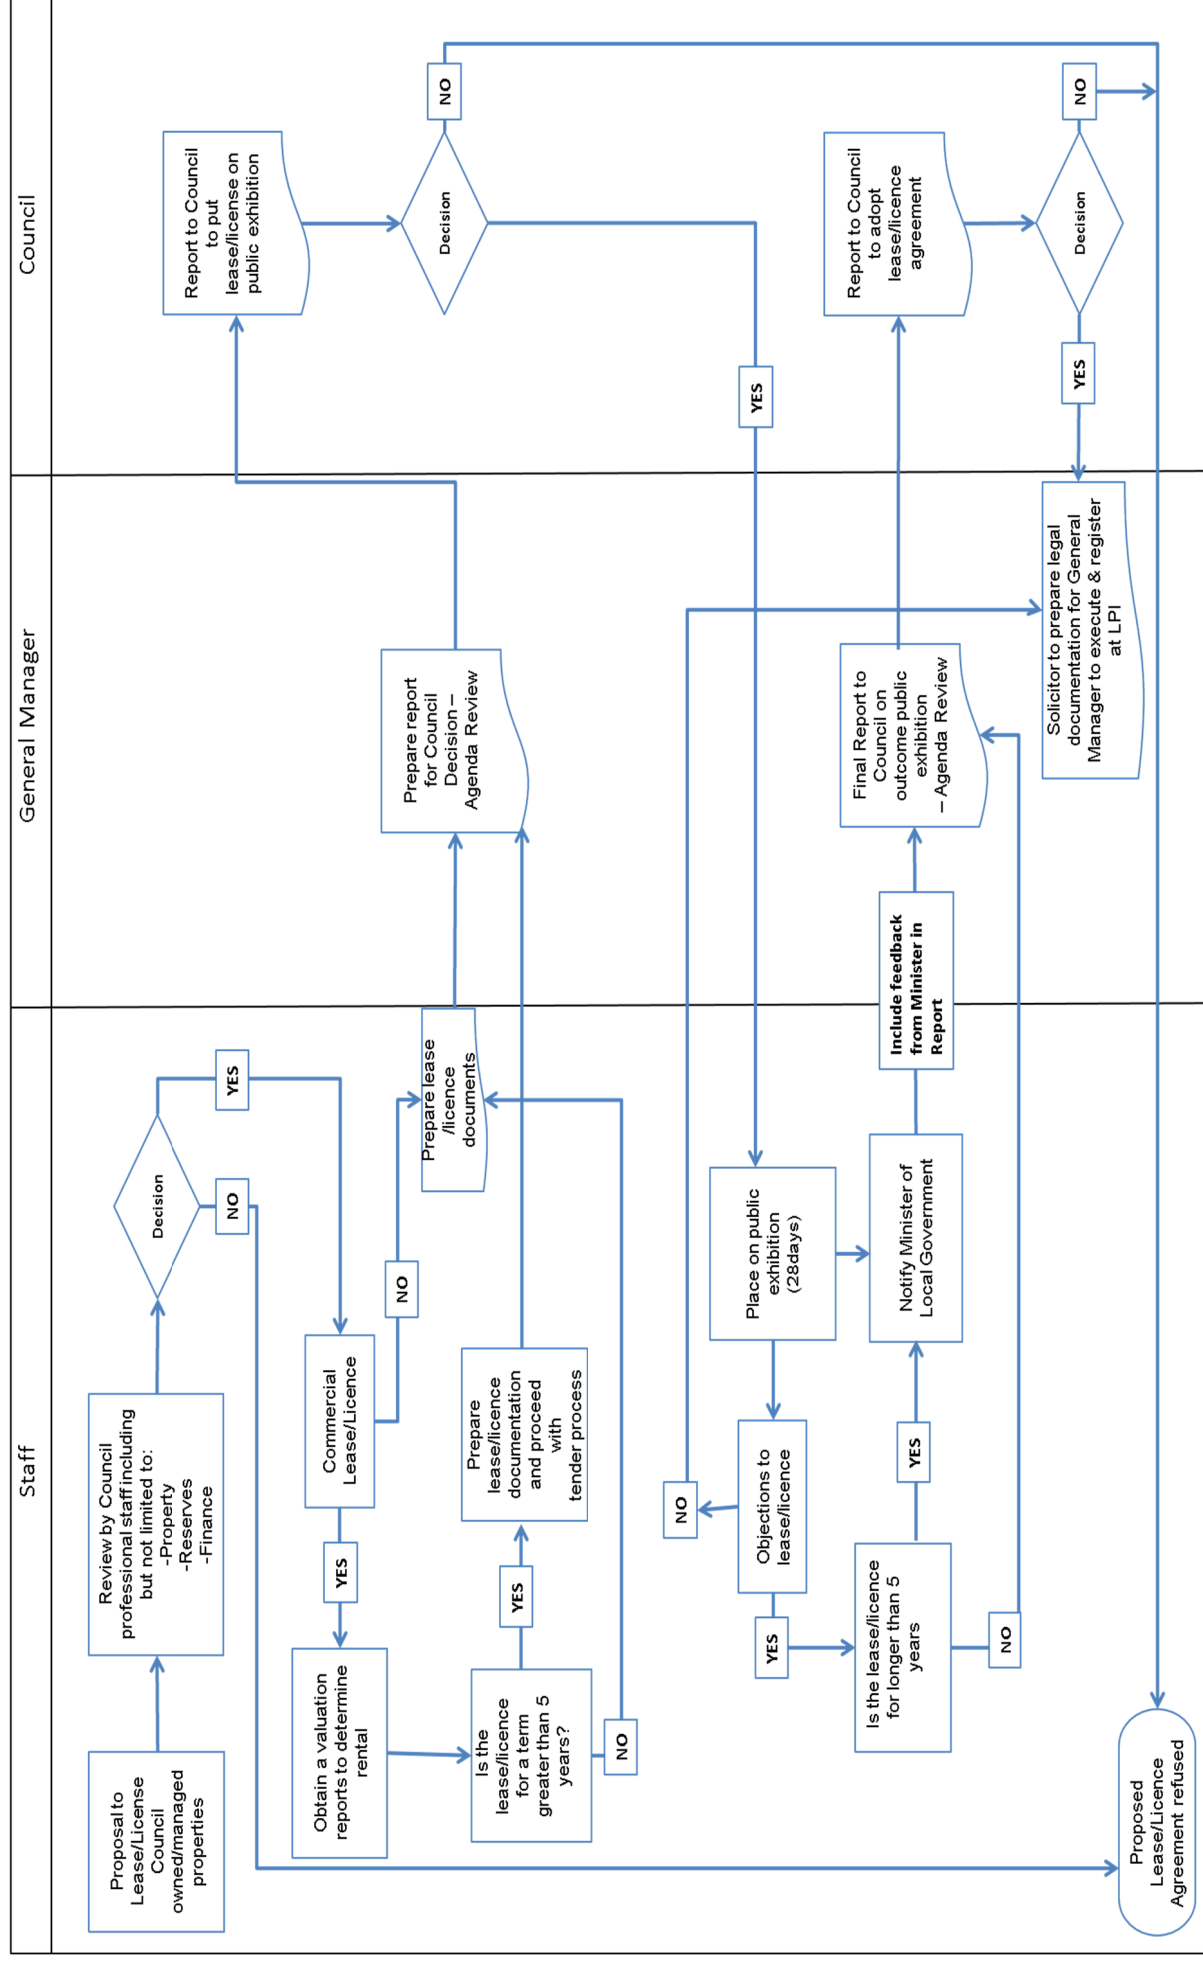 Staff
General Manager
Council
Proposal to
Lease/License
Council
owned/managed
properties
Review by Council
professional staff including
but not limited to:
-Property
-Reserves
-Finance
Decision
YES
NO
Commercial
Lease/Licence
YES
NO
Obtain a valuation
reports to determine
rental
Is the
lease/licence
for a term
greater than 5
years?
YES
NO
Prepare
lease/licence
documentation
and proceed
with
tender process
Prepare lease
/licence
documents
Prepare report
for Council
Decision –
Agenda Review
Report to Council
to put
lease/license on
public exhibition
Decision
NO
YES
Place on public
exhibition
(28days)
Objections to
lease/licence
NO
YES
Is the lease/licence
for longer than 5
years
YES
NO
Notify Minister of
Local Government
Include feedback
from Minister in
Report
Final Report to
Council on
outcome public
exhibition
– Agenda Review
Report to Council
to adopt
lease/licence
agreement
Decision
NO
YES
Solicitor to prepare legal
documentation for General
Manager to execute & register
at LPI
Proposed
Lease/Licence
Agreement refused